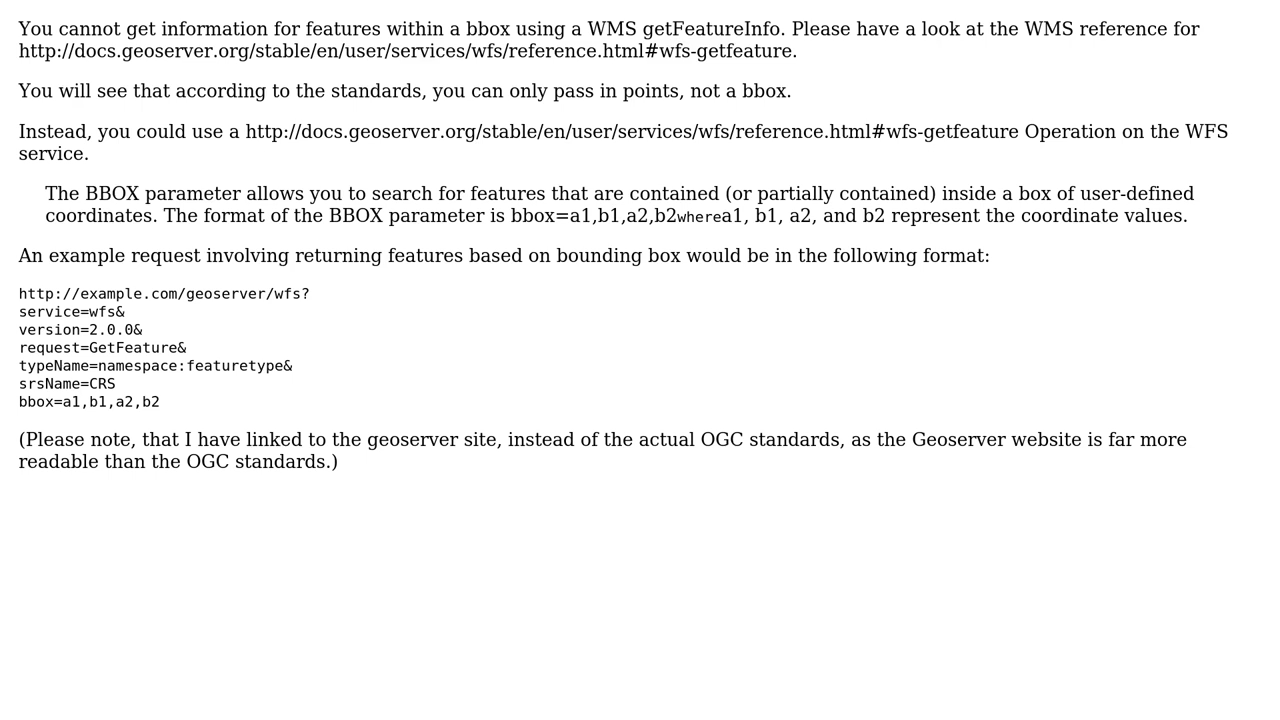 You cannot get information for features within a bbox using a WMS getFeatureInfo. Please have a look at the WMS reference for
http://docs.geoserver.org/stable/en/user/services/wfs/reference.html#wfs-getfeature.
You will see that according to the standards, you can only pass in points, not a bbox.
Instead, you could use a http://docs.geoserver.org/stable/en/user/services/wfs/reference.html#wfs-getfeature Operation on the WFS
service.
The BBOX parameter allows you to search for features that are contained (or partially contained) inside a box of user-defined
coordinates. The format of the BBOX parameter is bbox=a1,b1,a2,b2wherea1, b1, a2, and b2 represent the coordinate values.
An example request involving returning features based on bounding box would be in the following format:
http://example.com/geoserver/wfs?
service=wfs&
version=2.0.0&
request=GetFeature&
typeName=namespace:featuretype&
srsName=CRS
bbox=a1,b1,a2,b2
(Please note, that I have linked to the geoserver site, instead of the actual OGC standards, as the Geoserver website is far more
readable than the OGC standards.)